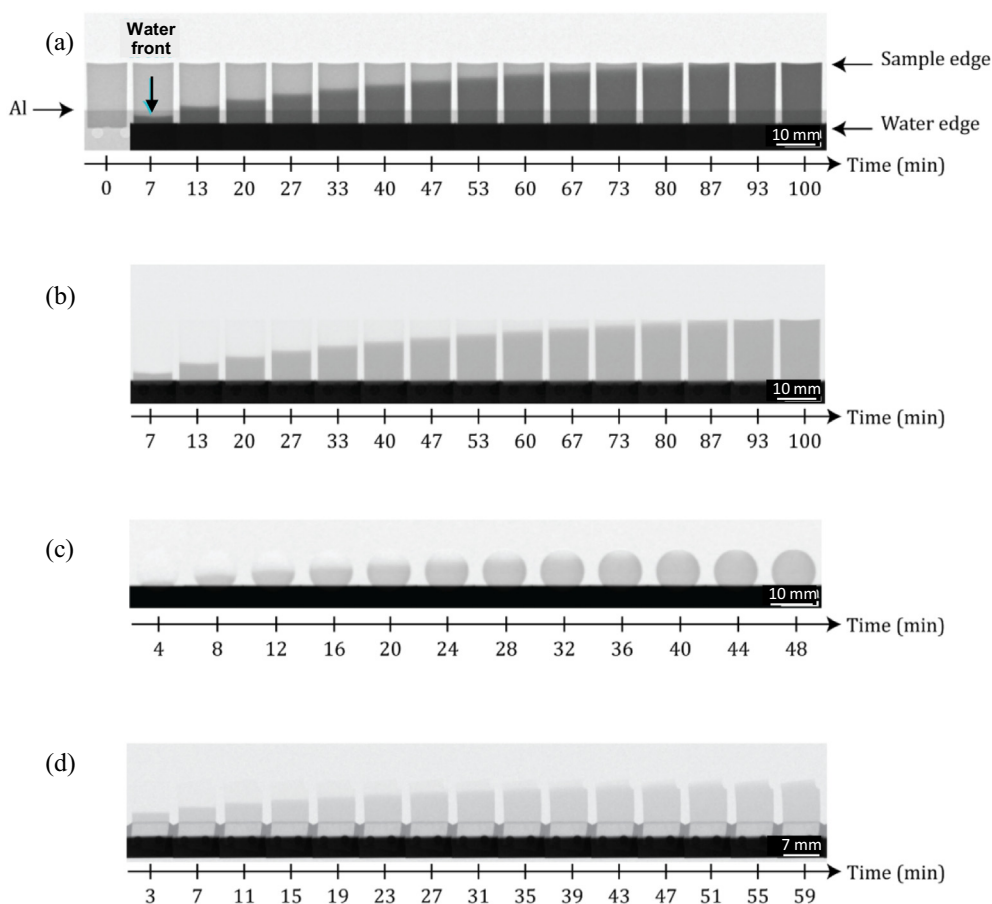 (a)
Water
front
Sample edge
Al
Water edge
10 mm
Time (min)
0 7 13 20 27 33 40 47 53 60 67 73 80 87 93 100
(b)
10 mm
Time (min)
7 13 20 27 33 40 47 53 60 67 73 80 87 93 100
(c)
10 mm
Time (min)
4 8 12 16 20 24 28 32 36 40 44 48
(d)
7 mm
Time (min)
3 7 11 15 19 23 27 31 35 39 43 47 51 55 59